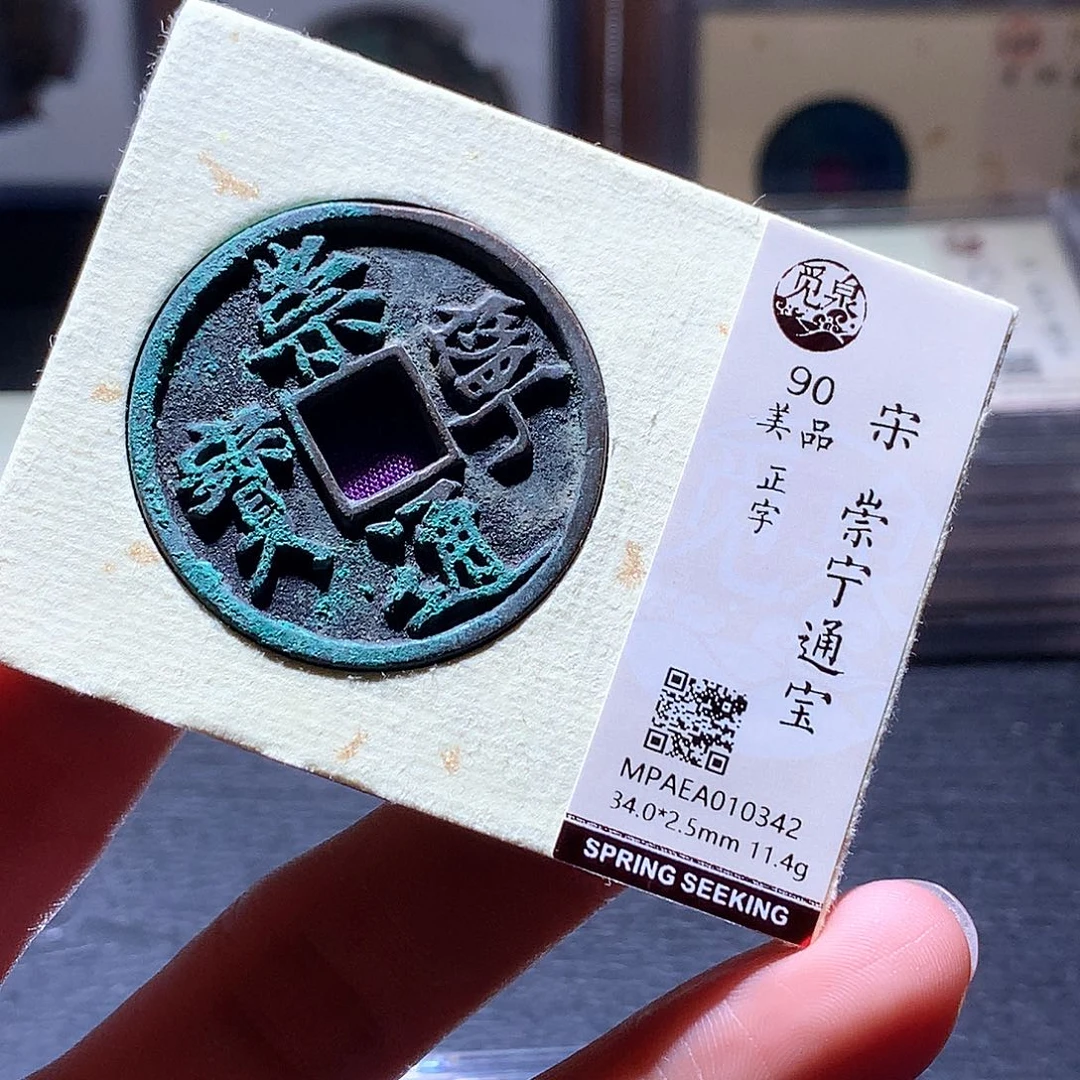 崇寧通寳
觅泉
90
美品
正字
宋 崇宁通宝
MPAEA010342
34.0*2.5mm 11.4g
SPRING SEEKING